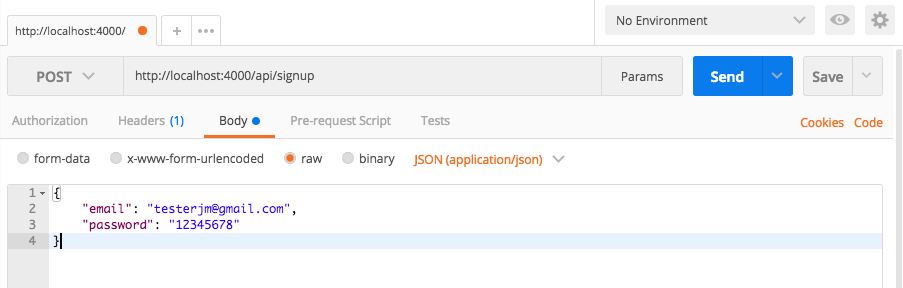 http://localhost:4000/
No Environment
POST http://localhost:4000/api/signup Params Send Save
Authorization Headers (1) Body Pre-request Script Tests Cookies Code
form-data x-www-form-urlencoded raw binary JSON (application/json)
1 {
2 "email": "testerjm@gmail.com",
3 "password": "12345678"
4 }